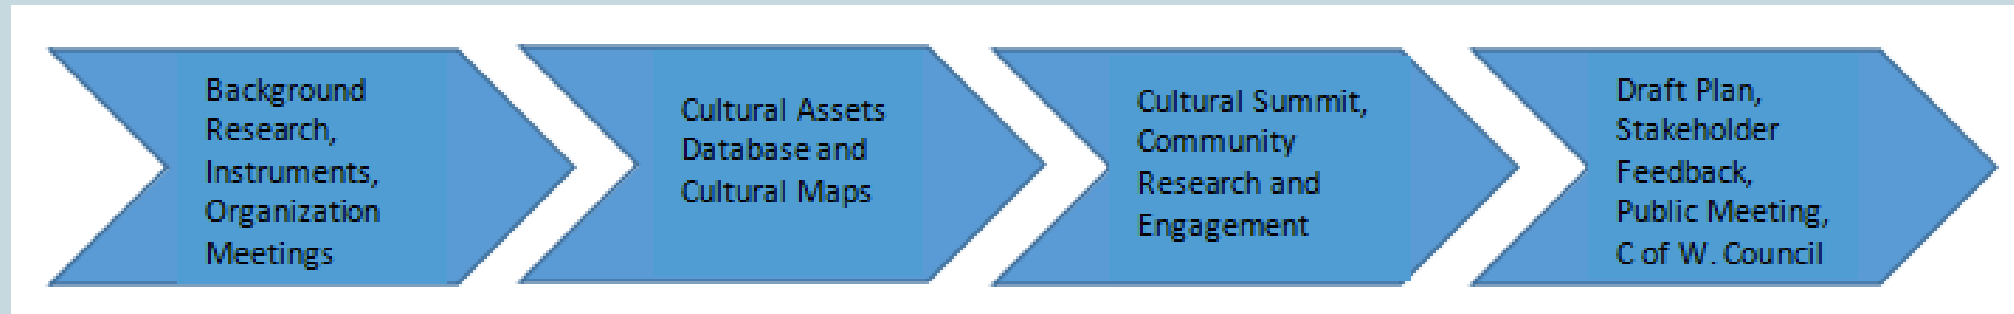 Background
Research,
Instruments,
Organization
Meetings
Cultural Assets
Database and
Cultural Maps
Cultural Summit,
Community
Research and
Engagement
Draft Plan,
Stakeholder
Feedback,
Public Meeting,
C of W. Council